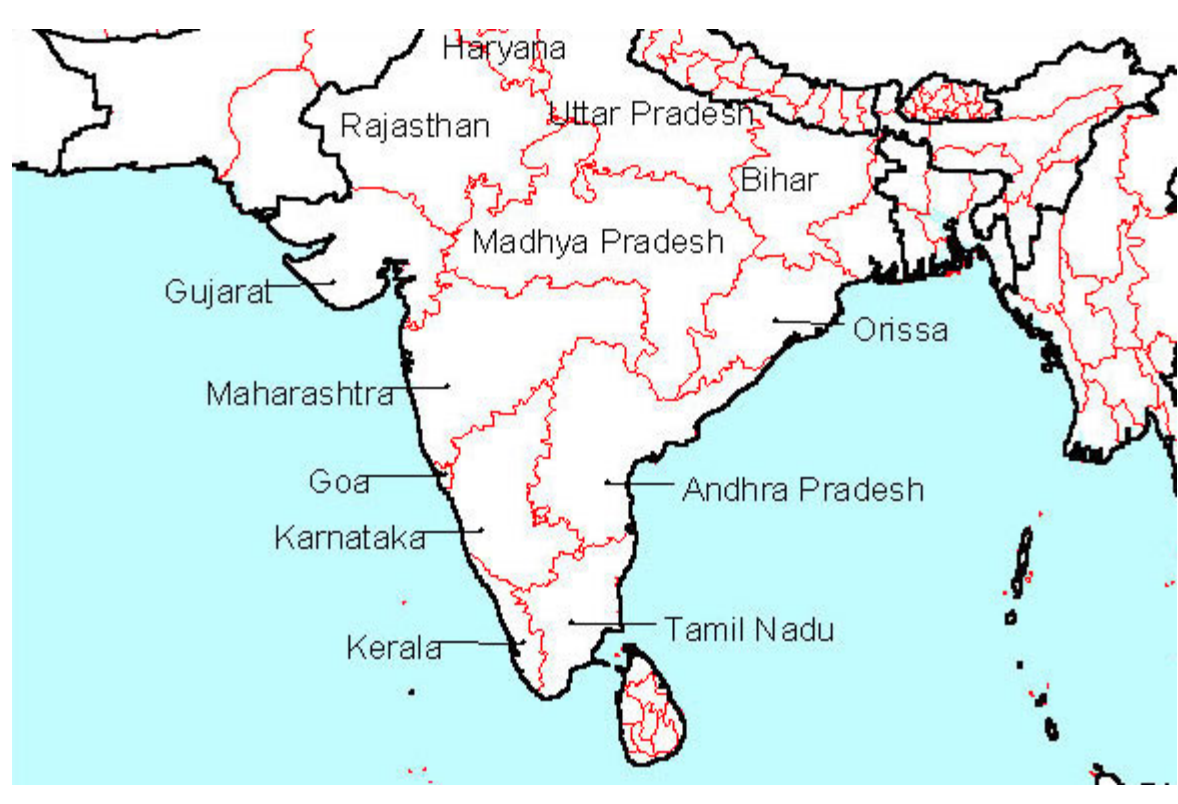 Haryana
Rajasthan
Uttar Pradesh
Bihar
Madhya Pradesh
Gujarat
Orissa
Maharashtra
Goa
Andhra Pradesh
Karnataka
Kerala
Tamil Nadu